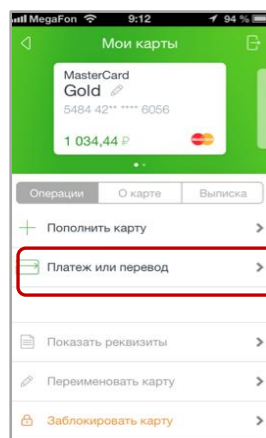 MegaFon 9:12 94 %
Мои карты
MasterCard
Gold
5484 42** **** 6056
1 034,44 ₽
Операции О карте Выписка
Пополнить карту
Платеж или перевод
Показать реквизиты
Переименовать карту
Заблокировать карту